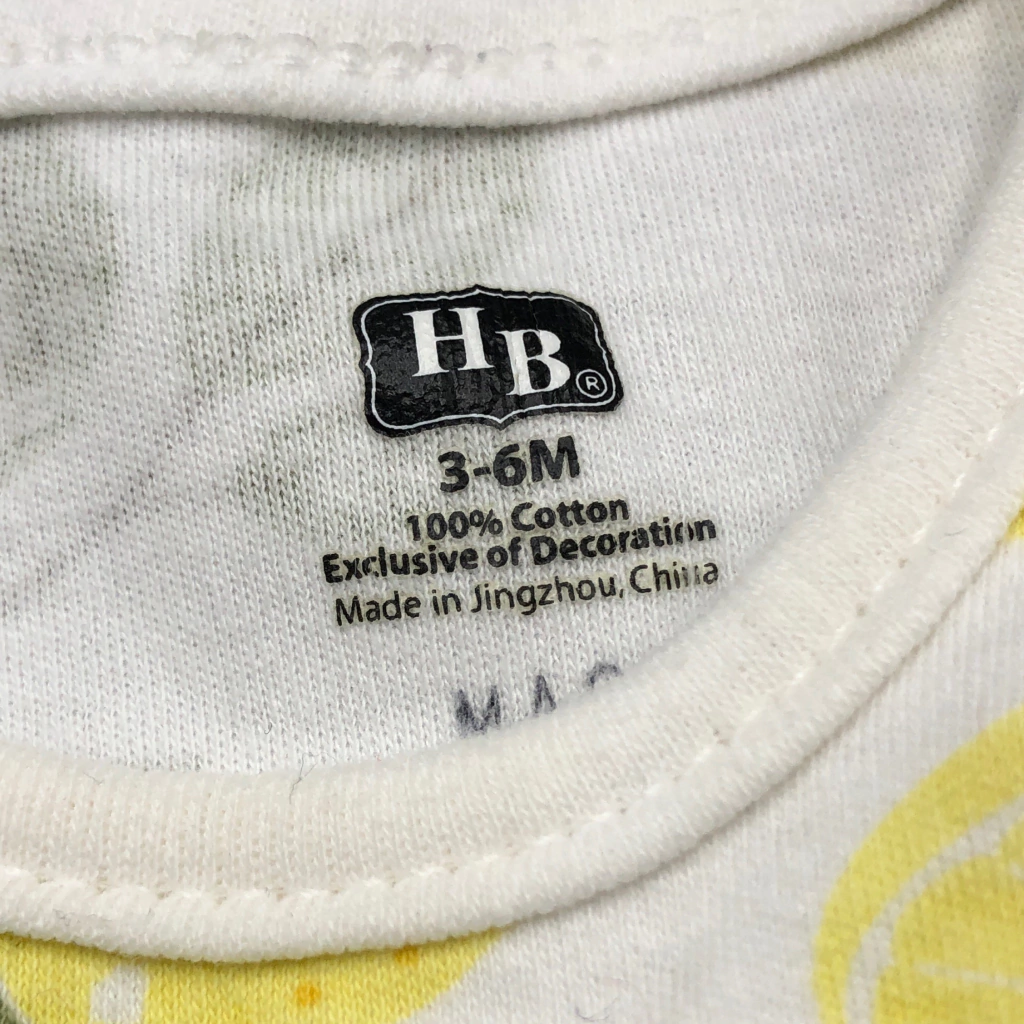 HB®
3-6M
100% Cotton
Exclusive of Decoration
Made in Jingzhou, China